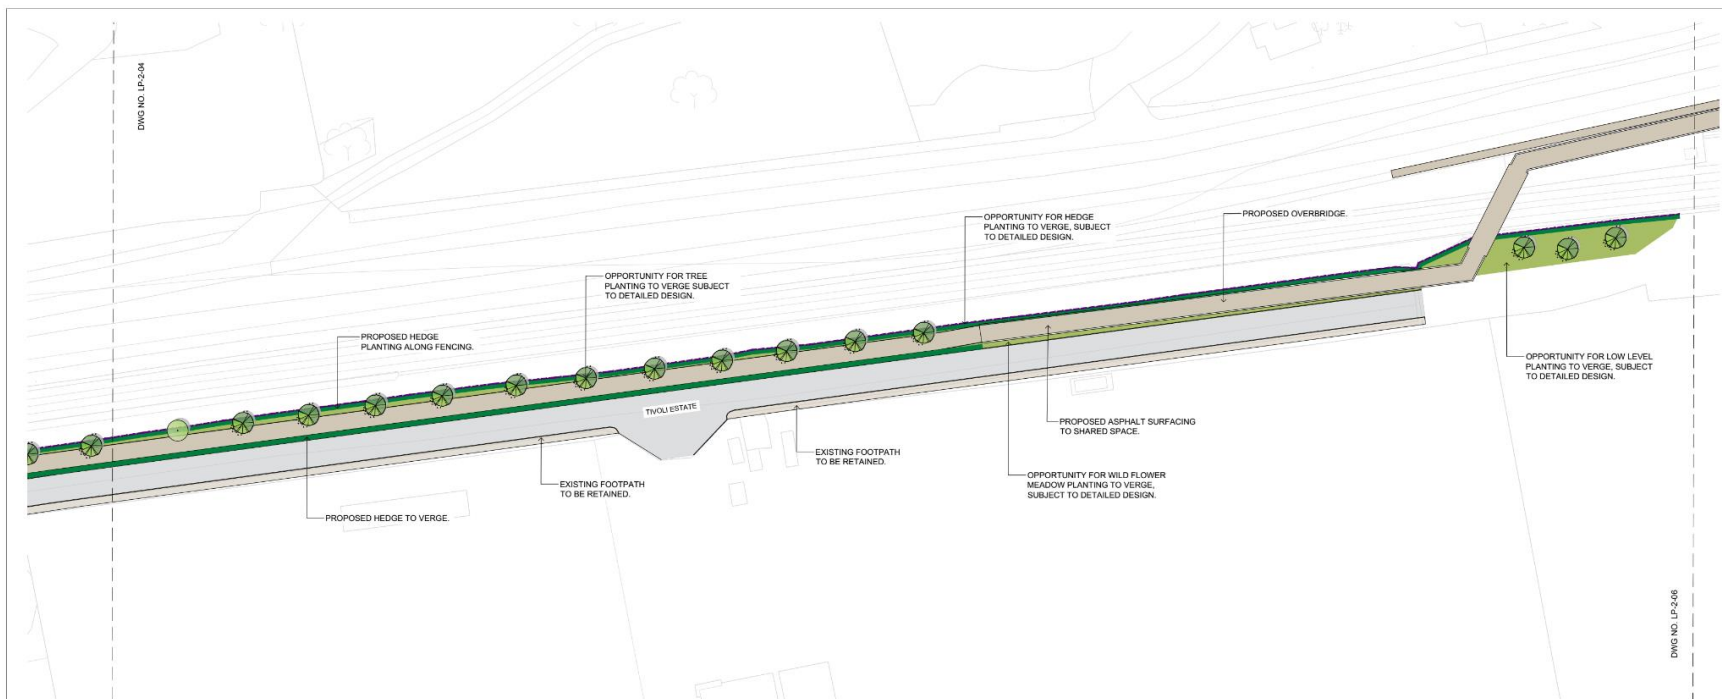 DWG NO. LP-2-04
OPPORTUNITY FOR HEDGE
PLANTING TO VERGE, SUBJECT
TO DETAILED DESIGN.
PROPOSED OVERBRIDGE.
OPPORTUNITY FOR TREE
PLANTING TO VERGE SUBJECT
TO DETAILED DESIGN.
PROPOSED HEDGE
PLANTING ALONG FENCING.
OPPORTUNITY FOR LOW LEVEL
PLANTING TO VERGE, SUBJECT
TO DETAILED DESIGN.
TIVOLI ESTATE
PROPOSED ASPHALT SURFACING
TO SHARED SPACE.
EXISTING FOOTPATH
TO BE RETAINED.
OPPORTUNITY FOR WILD FLOWER
MEADOW PLANTING TO VERGE,
SUBJECT TO DETAILED DESIGN.
EXISTING FOOTPATH
TO BE RETAINED.
PROPOSED HEDGE TO VERGE.
DWG NO. LP-2-06